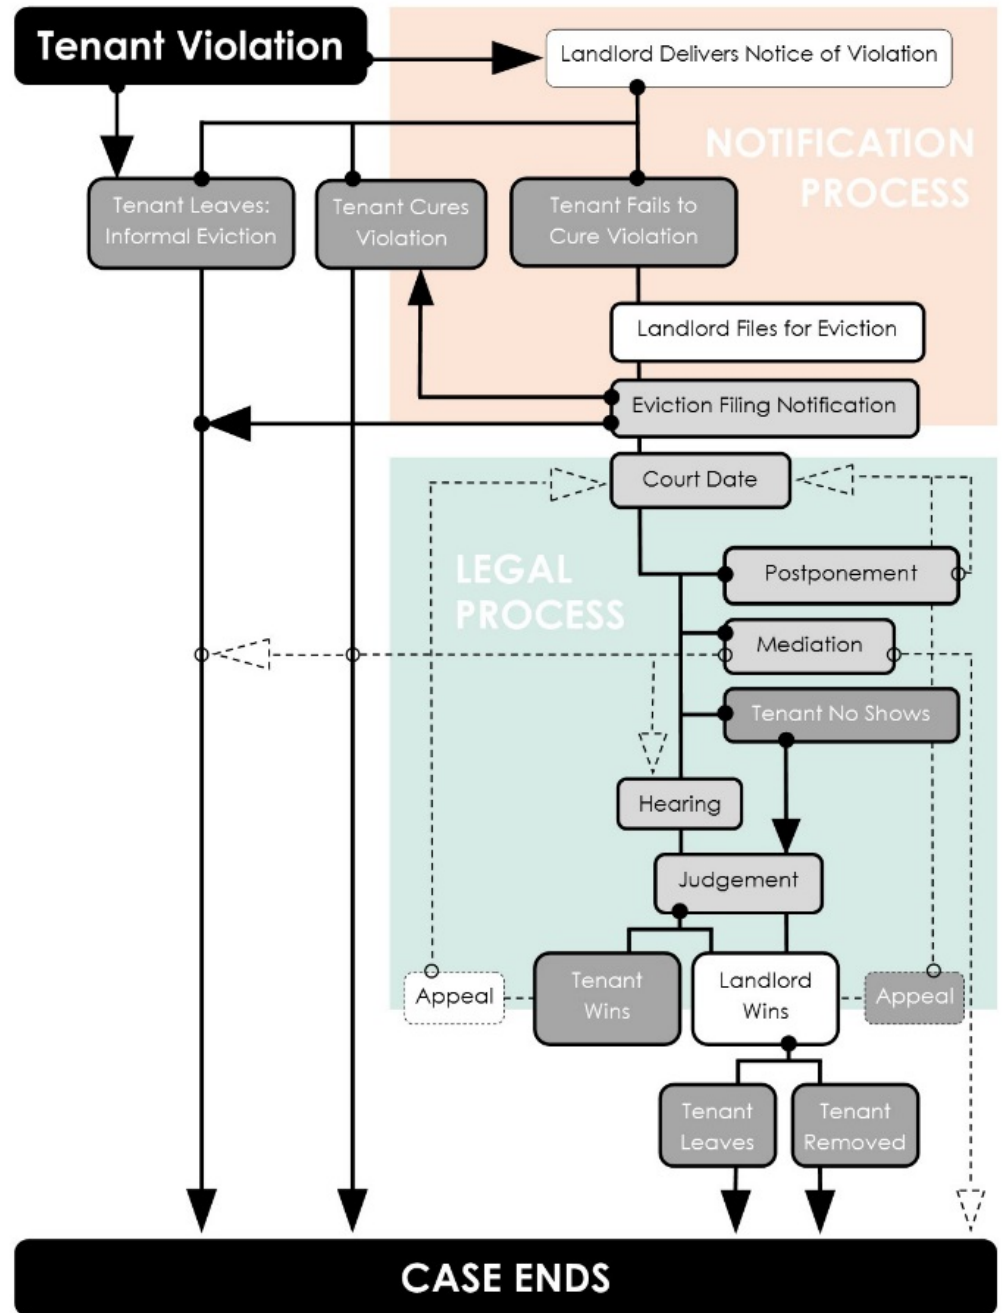 Tenant Violation
Landlord Delivers Notice of Violation
NOTIFICATION
PROCESS
Tenant Leaves:
Informal Eviction
Tenant Cures
Violation
Tenant Fails to
Cure Violation
Landlord Files for Eviction
Eviction Filing Notification
Court Date
LEGAL
PROCESS
Postponement
Mediation
Tenant No Shows
Hearing
Judgement
Appeal
Tenant
Wins
Landlord
Wins
Appeal
Tenant
Leaves
Tenant
Removed
CASE ENDS